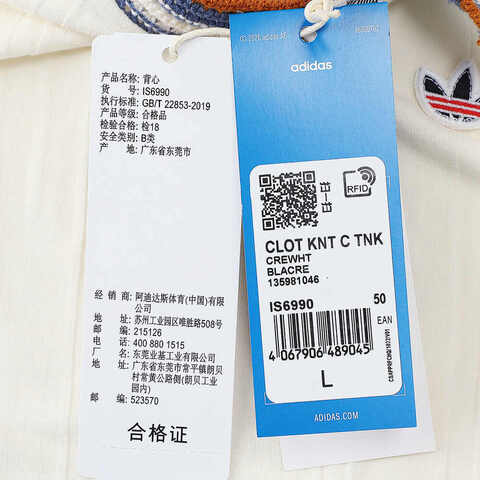 产品名称: 背心
货 号: IS6990
执行标准: GB/T 22853-2019
产品等级: 合格品
检验合格: 检18
安全类别: B类
产 地: 广东省东莞市
经 销 商: 阿迪达斯体育(中国)有限
公司
地 址: 苏州工业园区旺墩路508号
邮 编: 215126
电 话: 400 880 1515
厂 名: 东莞业基工业有限公司
地 址: 广东省东莞市常平镇朗贝
村常黄公路侧(朗贝工业
园内)
邮 编: 523570
合格证
adidas
RFID
CLOT KNT C TNK
CREWHT
BLACRE
135981046
IS6990
50
EAN
4 067906 489045
L
ADIDAS.COM